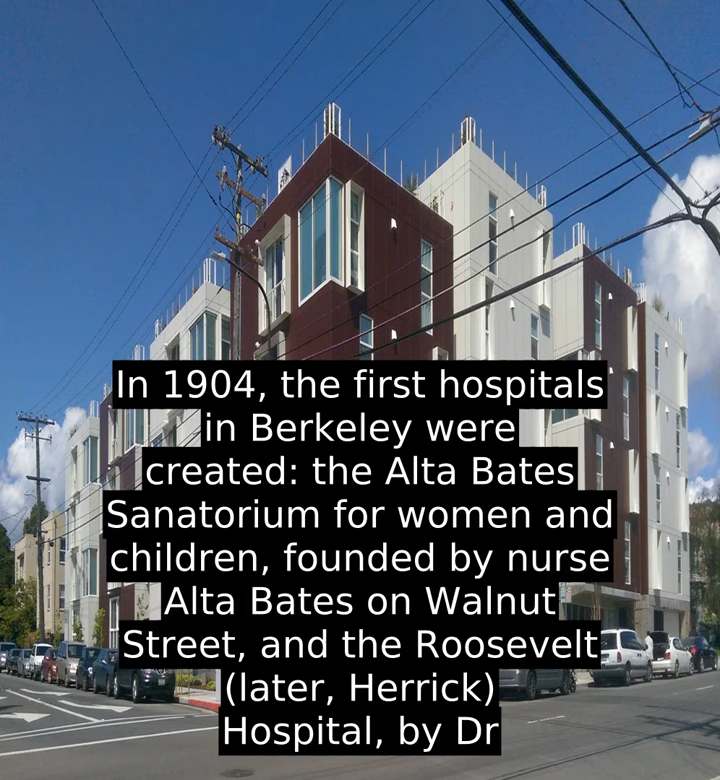 In 1904, the first hospitals
in Berkeley were
created: the Alta Bates
Sanatorium for women and
children, founded by nurse
Alta Bates on Walnut
Street, and the Roosevelt
(later, Herrick)
Hospital, by Dr